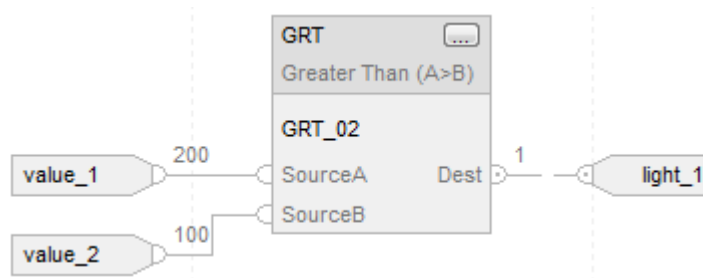 GRT ...
Greater Than (A>B)
GRT_02
200
value_1
SourceA Dest
1
light_1
SourceB
100
value_2